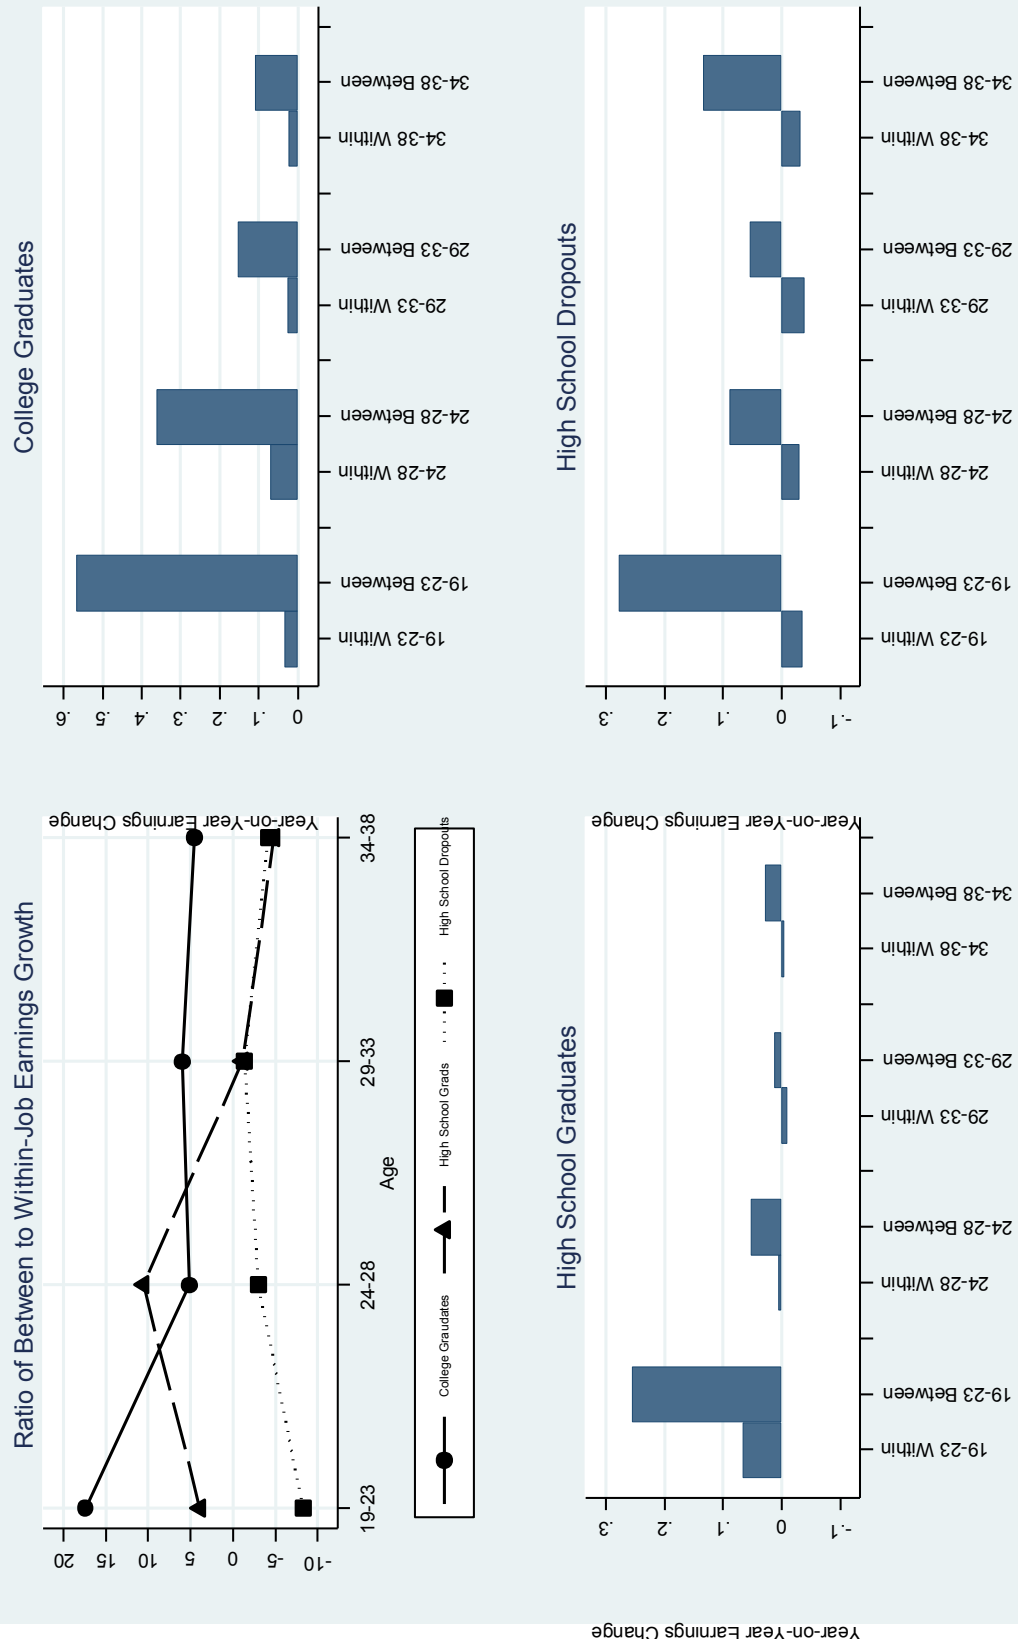 Ratio of Between to Within-Job Earnings Growth
20
15
10
5
0
-5
-10
19-23
24-28
29-33
34-38
Age
College Graudates
High School Grads
High School Dropouts
College Graduates
Year-on-Year Earnings Change
.6
.5
.4
.3
.2
.1
0
19-23 Within
19-23 Between
24-28 Within
24-28 Between
29-33 Within
29-33 Between
34-38 Within
34-38 Between
High School Graduates
Year-on-Year Earnings Change
.3
.2
.1
0
-.1
19-23 Within
19-23 Between
24-28 Within
24-28 Between
29-33 Within
29-33 Between
34-38 Within
34-38 Between
High School Dropouts
Year-on-Year Earnings Change
.3
.2
.1
0
-.1
19-23 Within
19-23 Between
24-28 Within
24-28 Between
29-33 Within
29-33 Between
34-38 Within
34-38 Between